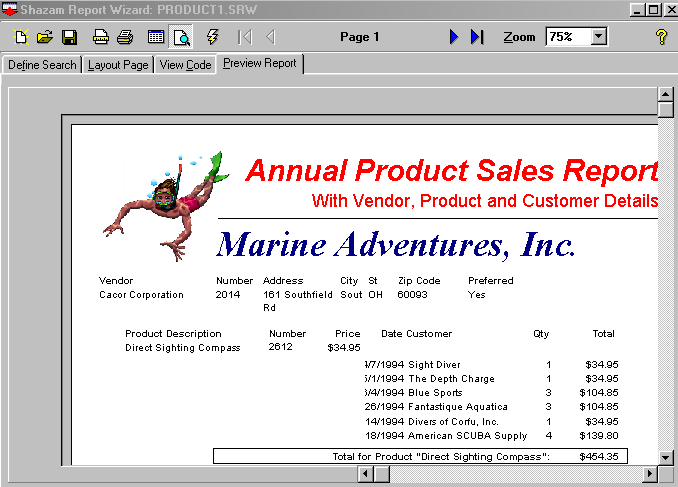 Shazam Report Wizard: PRODUCT1.SRW
Page 1 Zoom 75%
Define Search Layout Page View Code Preview Report
Annual Product Sales Report
With Vendor, Product and Customer Details
Marine Adventures, Inc.
Vendor Number Address City St Zip Code Preferred
Cacor Corporation 2014 161 Southfield Sout OH 60093 Yes
Rd
Product Description Number Price Date Customer Qty Total
Direct Sighting Compass 2612 $34.95
/7/1994 Sight Diver 1 $34.95
/1/1994 The Depth Charge 1 $34.95
/4/1994 Blue Sports 3 $104.85
26/1994 Fantastique Aquatica 3 $104.85
14/1994 Divers of Corfu, Inc. 1 $34.95
18/1994 American SCUBA Supply 4 $139.80
Total for Product "Direct Sighting Compass": $454.35